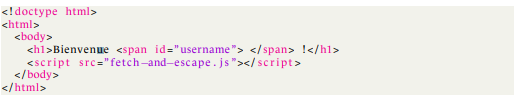 <!doctype html>
<html>
<body>
<h1>Bienvenue <span id="username"> </span> !</h1>
<script src="fetch-and-escape.js"></script>
</body>
</html>